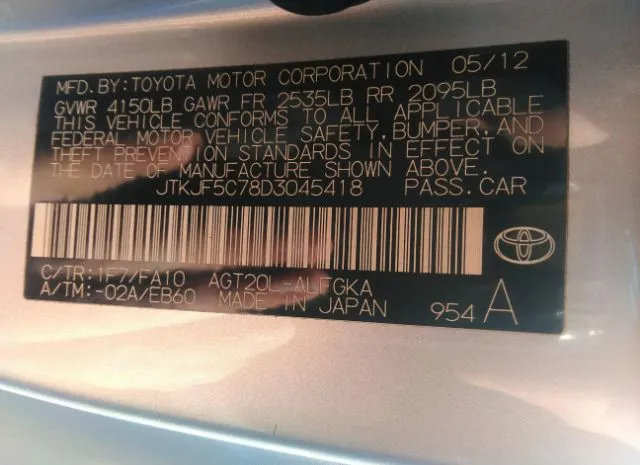 MFD.BY:TOYOTA MOTOR CORPORATION 05/12
GVWR 4150LB GAWR FR 2535LB RR 2095LB
THIS VEHICLE CONFORMS TO ALL APPLICABLE
FEDERAL MOTOR VEHICLE SAFETY,BUMPER,AND
THEFT PREVENTION STANDARDS IN EFFECT ON
THE DATE OF MANUFACTURE SHOWN ABOVE.
JTKJF5C78D3045418 PASS.CAR
C/TR:1F7/FA10 AGT20L-ALFGKA
A/TM:-02A/EB60 MADE IN JAPAN
954 A